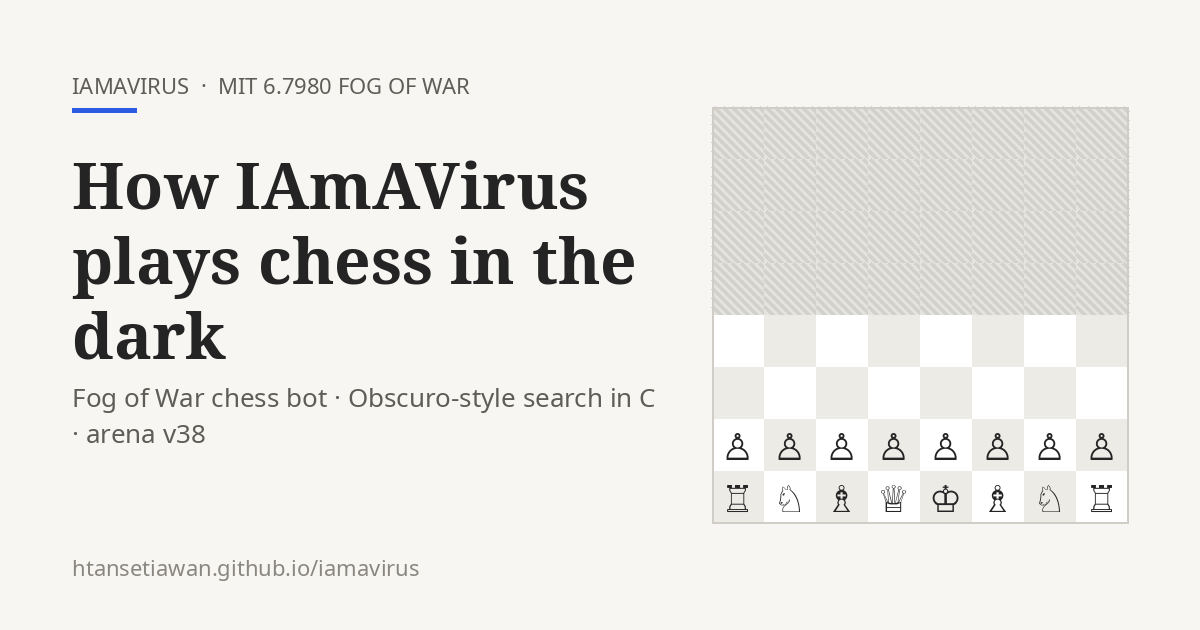 IAMAVIRUS · MIT 6.7980 FOG OF WAR
How IAmAVirus
plays chess in the
dark
Fog of War chess bot · Obscuro-style search in C
· arena v38
htansetiawan.github.io/iamavirus